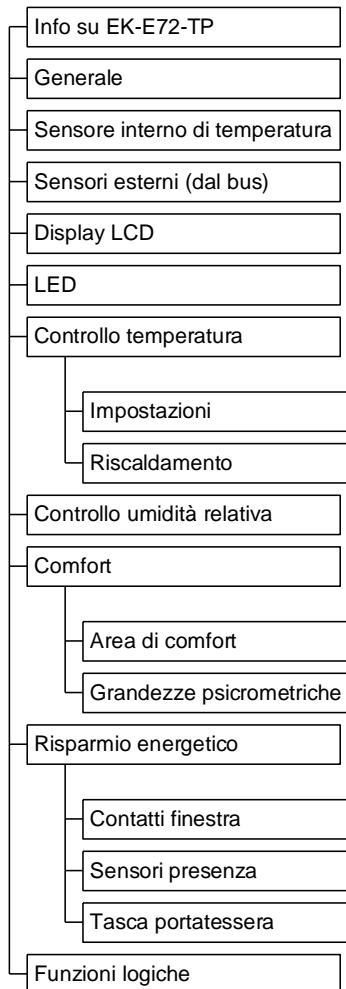 Info su EK-E72-TP
Generale
Sensore interno di temperatura
Sensori esterni (dal bus)
Display LCD
LED
Controllo temperatura
Impostazioni
Riscaldamento
Controllo umidità relativa
Comfort
Area di comfort
Grandezze psicrometriche
Risparmio energetico
Contatti finestra
Sensori presenza
Tasca portatessera
Funzioni logiche